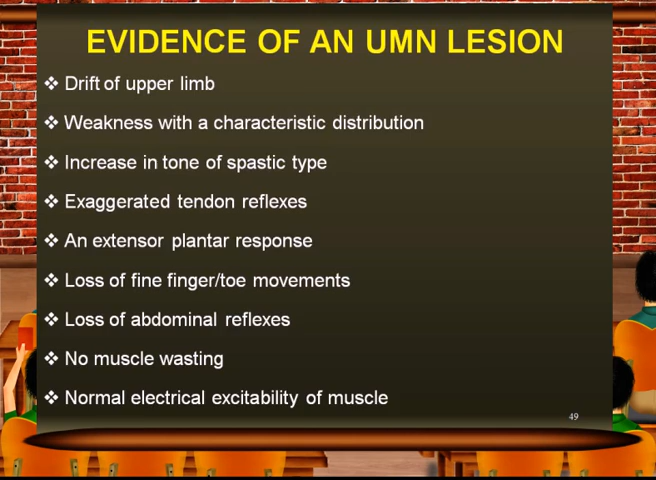 EVIDENCE OF AN UMN LESION
❖ Drift of upper limb
❖ Weakness with a characteristic distribution
❖ Increase in tone of spastic type
❖ Exaggerated tendon reflexes
❖ An extensor plantar response
❖ Loss of fine finger/toe movements
❖ Loss of abdominal reflexes
❖ No muscle wasting
❖ Normal electrical excitability of muscle
49